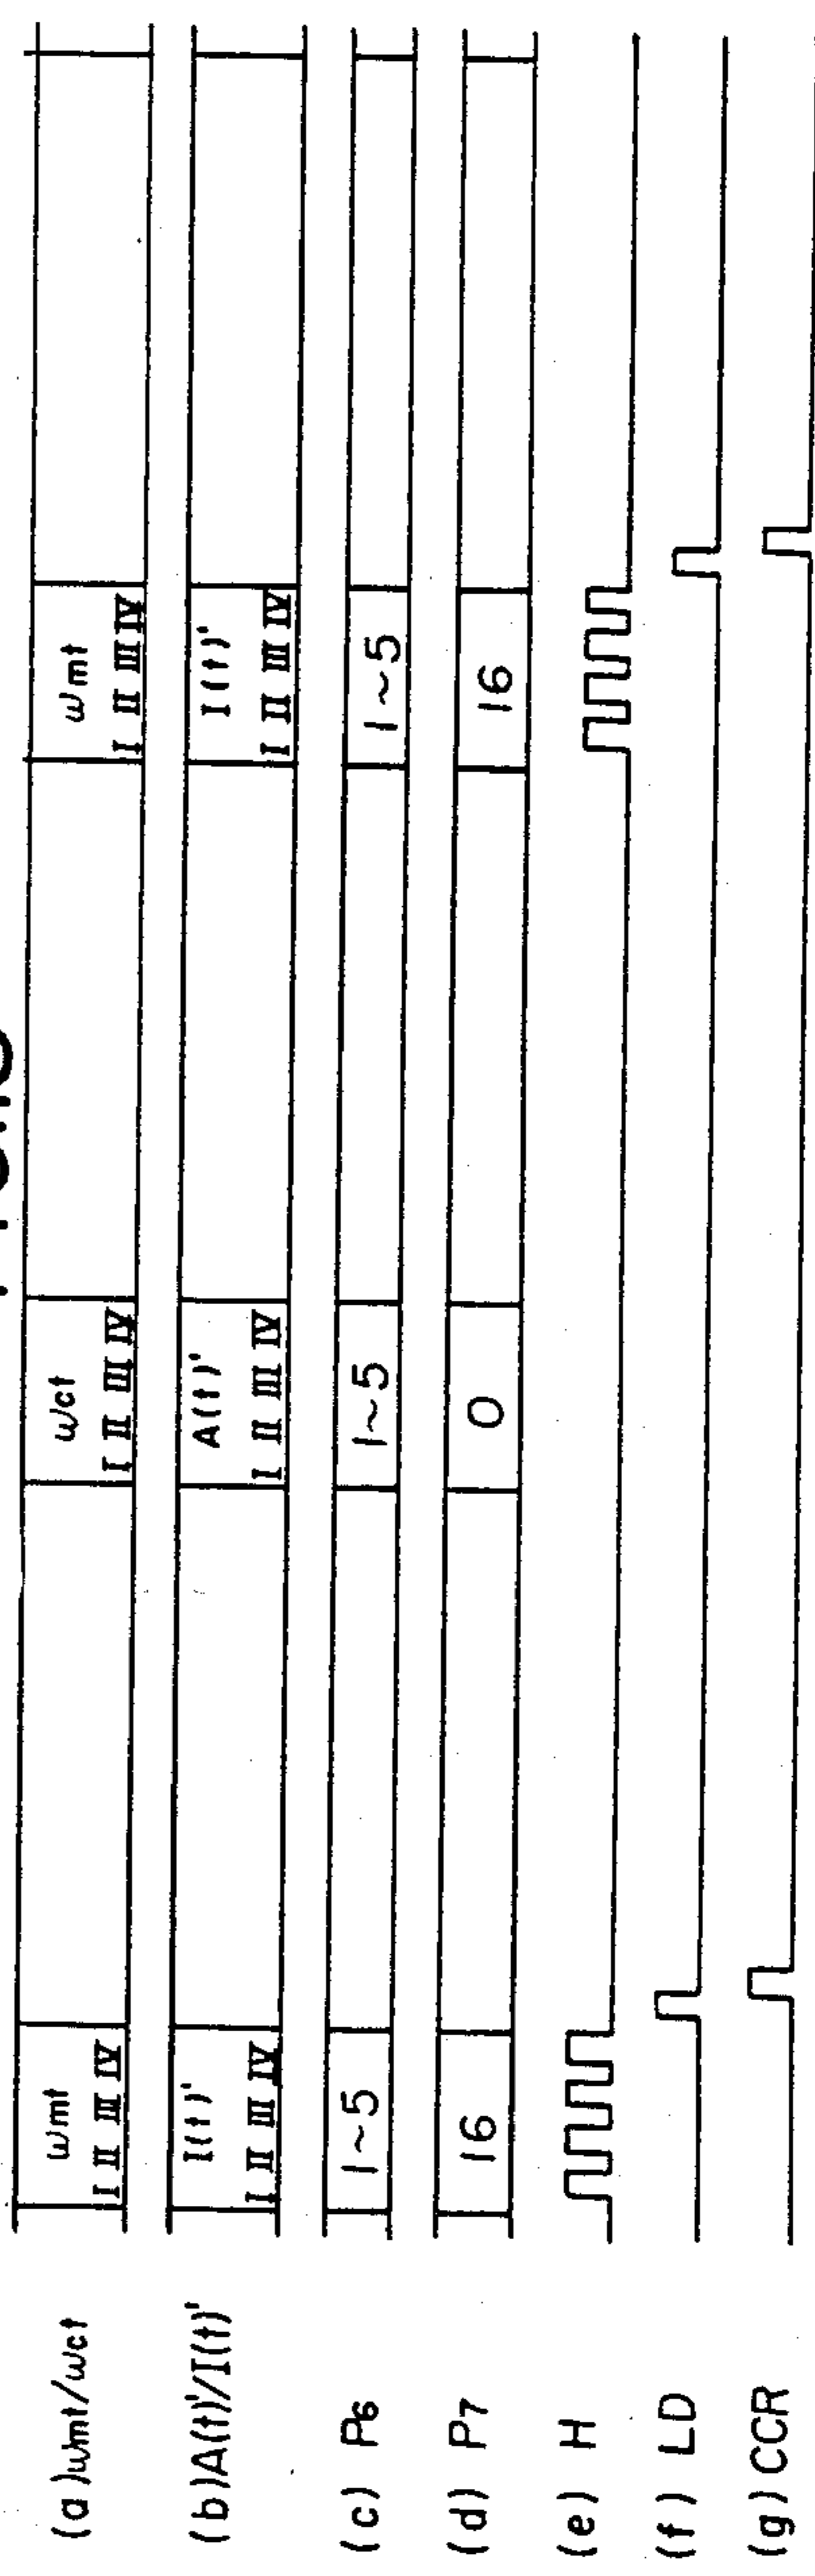 (a) ωmt/ωct
ωmt
I II III IV
ωct
I II III IV
ωmt
I II III IV
(b) A(t)'/I(t)'
I(t)'
I II III IV
A(t)'
I II III IV
I(t)'
I II III IV
(c) P6
1~5
1~5
1~5
(d) P7
16
0
16
(e) H
(f) LD
(g) CCR